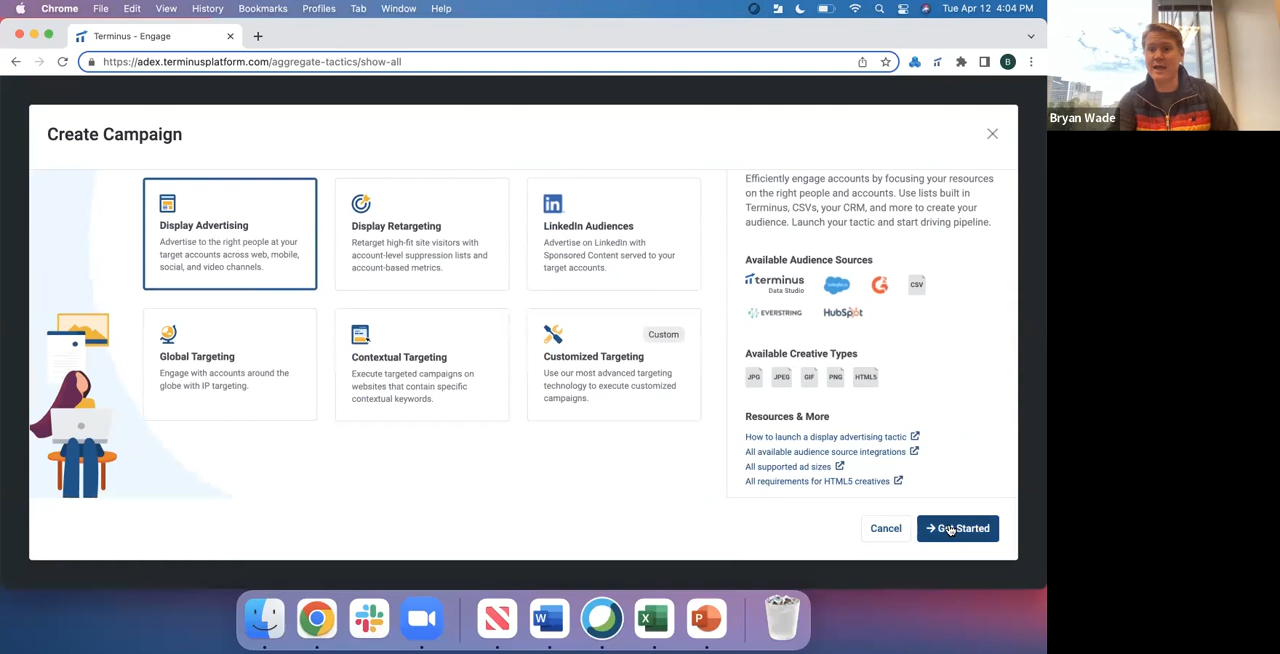 Chrome File Edit View History Bookmarks Profiles Tab Window Help Tue Apr 12 4:04 PM
Terminus - Engage
https://adex.terminusplatform.com/aggregate-tactics/show-all
B
Bryan Wade
Create Campaign
Display Advertising
Advertise to the right people at your
target accounts across web, mobile,
social, and video channels.
Display Retargeting
Retarget high-fit site visitors with
account-level suppression lists and
account-based metrics.
LinkedIn Audiences
Advertise on LinkedIn with
Sponsored Content served to your
target accounts.
Global Targeting
Engage with accounts around the
globe with IP targeting.
Contextual Targeting
Execute targeted campaigns on
websites that contain specific
contextual keywords.
Custom
Customized Targeting
Use our most advanced targeting
technology to execute customized
campaigns.
Efficiently engage accounts by focusing your resources
on the right people and accounts. Use lists built in
Terminus, CSVs, your CRM, and more to create your
audience. Launch your tactic and start driving pipeline.
Available Audience Sources
terminus
Data Studio
salesforce
CSV
EVERSTRING HubSpot
Available Creative Types
JPG JPEG GIF PNG HTML5
Resources & More
How to launch a display advertising tactic
All available audience source integrations
All supported ad sizes
All requirements for HTML5 creatives
Cancel Get Started
W X P